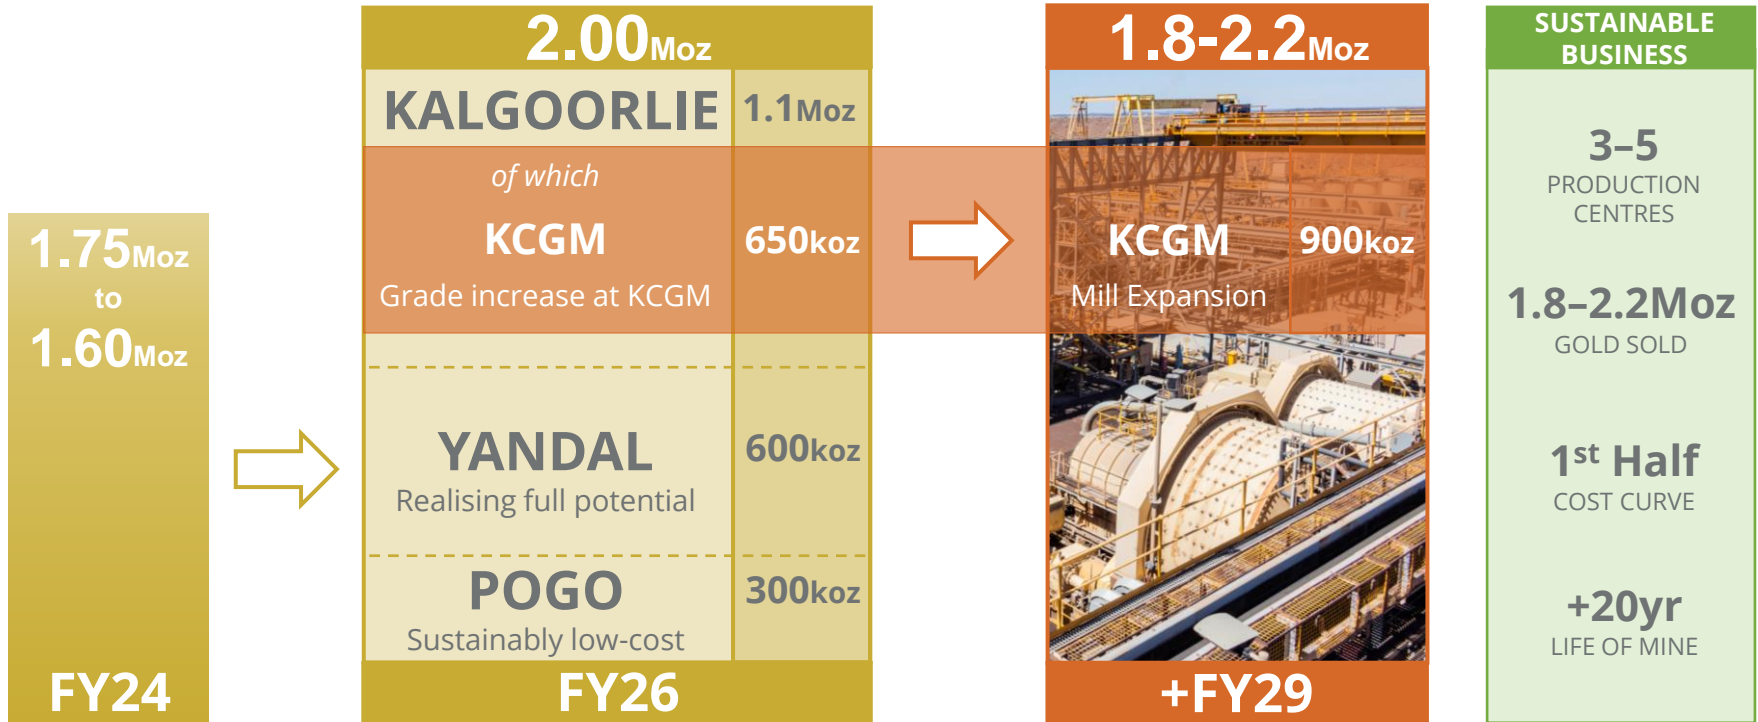 1.75Moz
to
1.60Moz
FY24
2.00Moz
KALGOORLIE 1.1Moz
of which
KCGM 650koz
Grade increase at KCGM
YANDAL 600koz
Realising full potential
POGO 300koz
Sustainably low-cost
FY26
1.8-2.2Moz
KCGM 900koz
Mill Expansion
+FY29
SUSTAINABLE
BUSINESS
3–5
PRODUCTION
CENTRES
1.8–2.2Moz
GOLD SOLD
1st Half
COST CURVE
+20yr
LIFE OF MINE